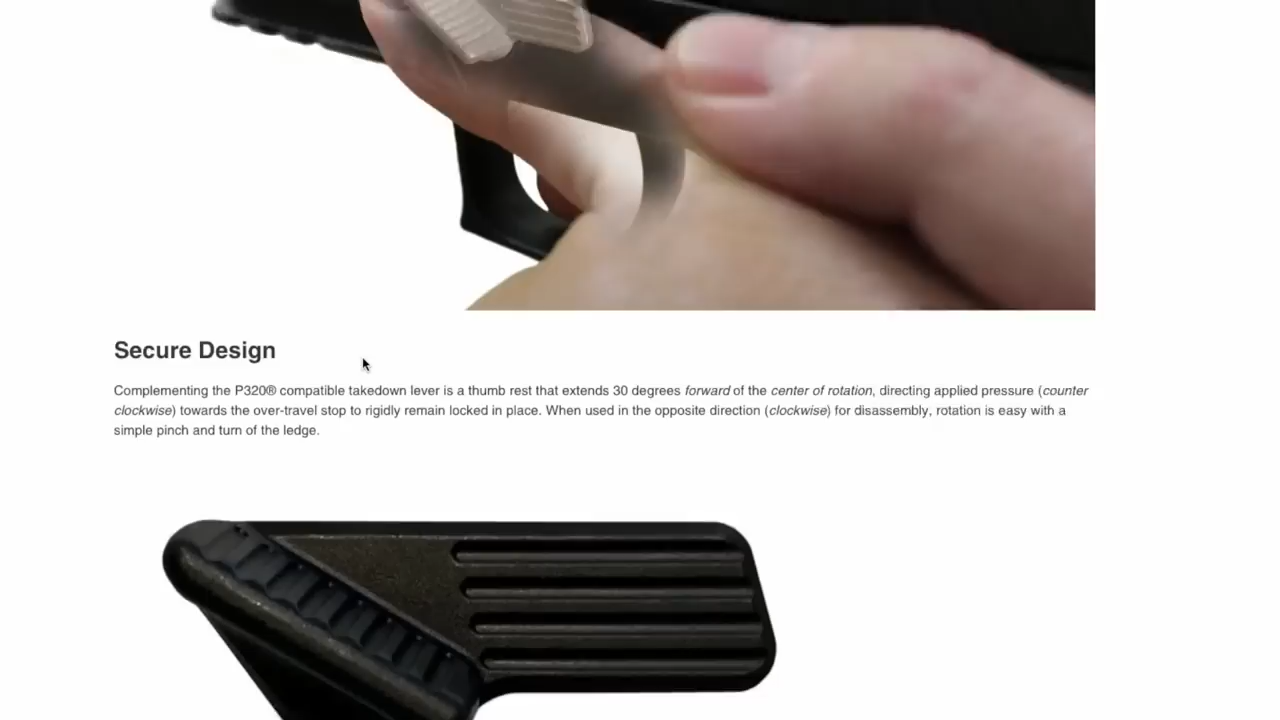 Secure Design
Complementing the P320® compatible takedown lever is a thumb rest that extends 30 degrees forward of the center of rotation, directing applied pressure (counter
clockwise) towards the over-travel stop to rigidly remain locked in place. When used in the opposite direction (clockwise) for disassembly, rotation is easy with a
simple pinch and turn of the ledge.